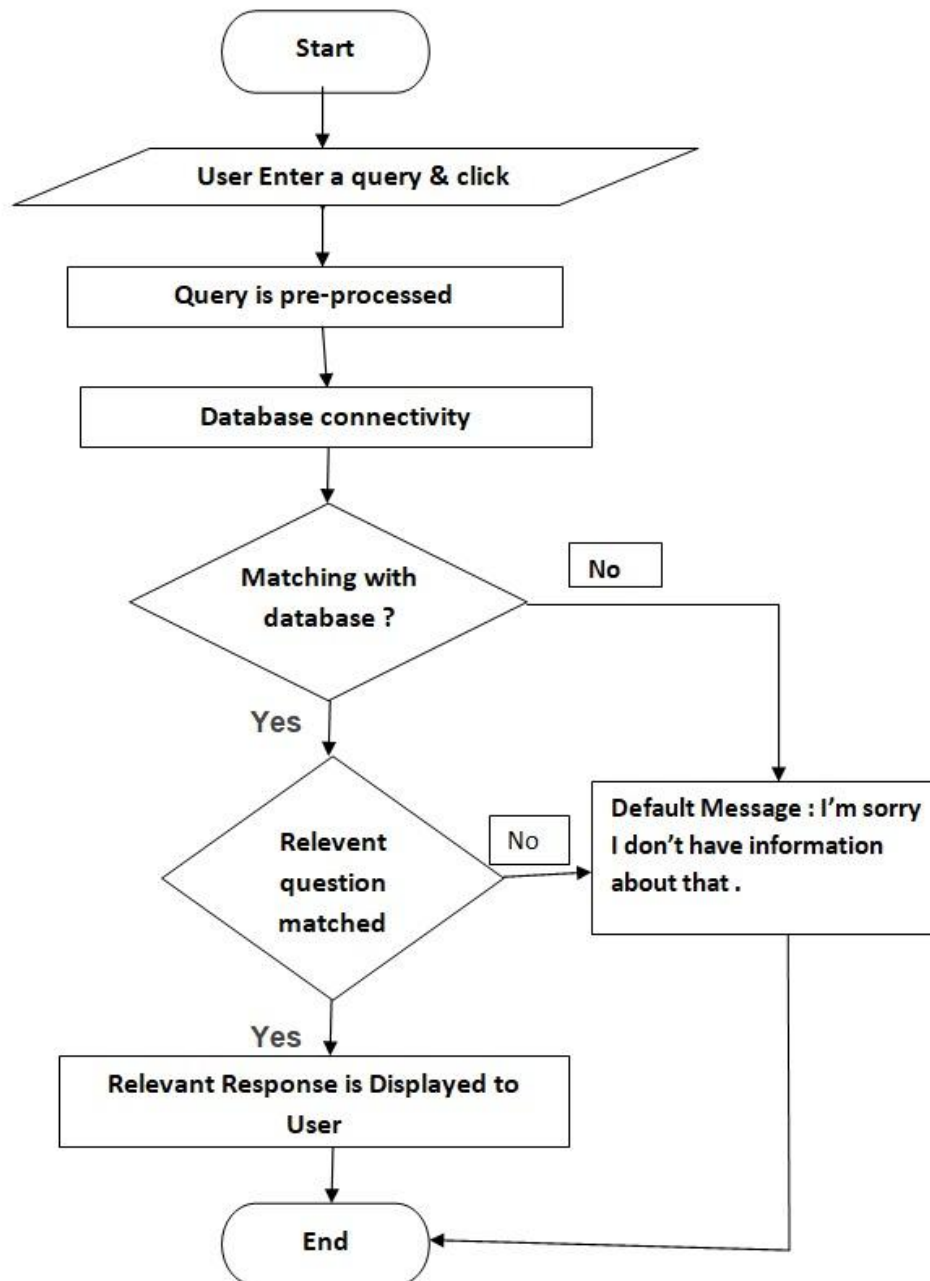 Start
User Enter a query & click
Query is pre-processed
Database connectivity
Matching with
database ?
No
Yes
Relevent
question
matched
No
Default Message : I'm sorry
I don't have information
about that .
Yes
Relevant Response is Displayed to
User
End